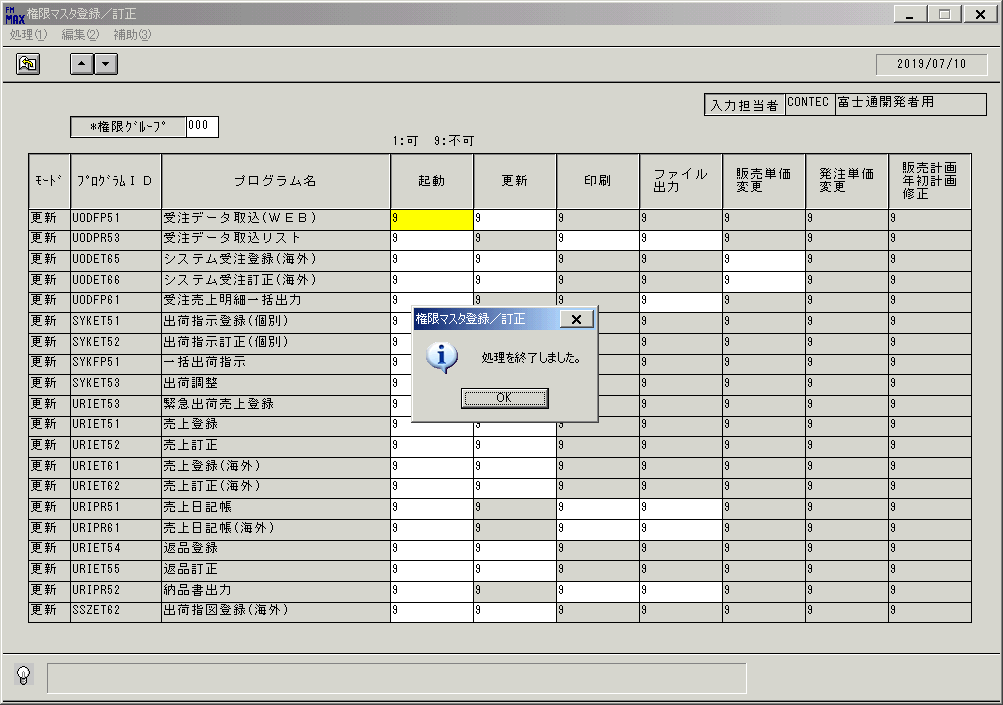 FM MAX 権限マスタ登録／訂正
処理(1) 編集(2) 補助(3)
2019/07/10
入力担当者 CONTEC 富士通開発者用
*権限ｸﾞﾙｰﾌﾟ 000
1:可 9:不可
ﾓｰﾄﾞ ﾌﾟﾛｸﾞﾗﾑＩＤ プログラム名 起動 更新 印刷 ファイル出力 販売単価変更 発注単価変更 販売計画年初計画修正
更新 UODFP51 受注データ取込(ＷＥＢ) 9 9 9 9 9 9 9
更新 UODPR53 受注データ取込リスト 9 9 9 9 9 9 9
更新 UODET65 システム受注登録(海外) 9 9 9 9 9 9 9
更新 UODET66 システム受注訂正(海外) 9 9 9 9 9 9 9
更新 UODFP61 受注売上明細一括出力 9 9 9 9 9 9 9
更新 SYKET51 出荷指示登録(個別) 9 9 9 9 9
更新 SYKET52 出荷指示訂正(個別) 9 9 9 9 9
更新 SYKFP51 一括出荷指示 9 9 9 9 9
更新 SYKET53 出荷調整 9 9 9 9 9
更新 URIET53 緊急出荷売上登録 9 9 9 9 9
更新 URIET51 売上登録 9 9 9 9 9 9 9
更新 URIET52 売上訂正 9 9 9 9 9 9 9
更新 URIET61 売上登録(海外) 9 9 9 9 9 9 9
更新 URIET62 売上訂正(海外) 9 9 9 9 9 9 9
更新 URIPR51 売上日記帳 9 9 9 9 9 9 9
更新 URIPR61 売上日記帳(海外) 9 9 9 9 9 9 9
更新 URIET54 返品登録 9 9 9 9 9 9 9
更新 URIET55 返品訂正 9 9 9 9 9 9 9
更新 URIPR52 納品書出力 9 9 9 9 9 9 9
更新 SSZET62 出荷指図登録(海外) 9 9 9 9 9 9 9
権限マスタ登録／訂正
処理を終了しました。
OK